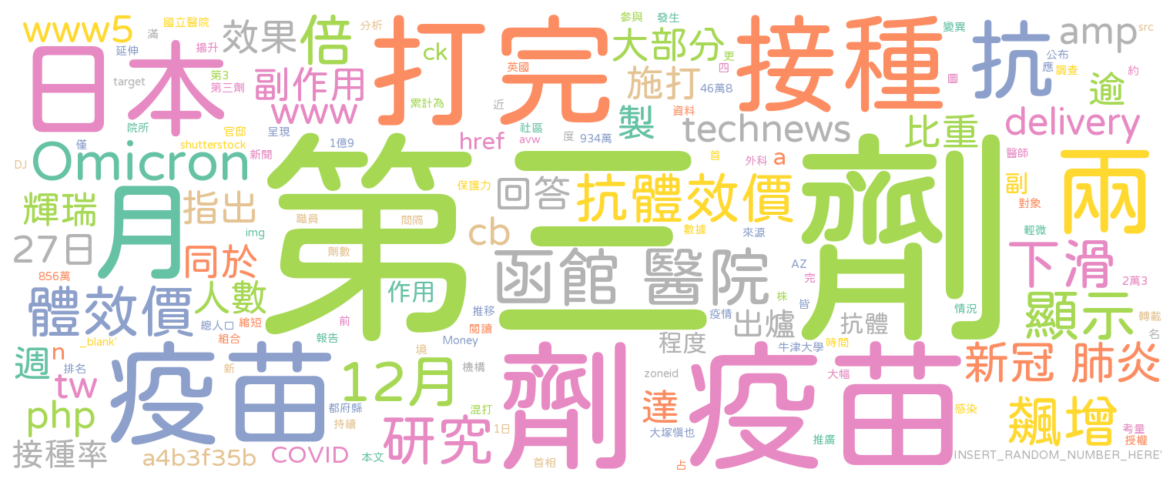 www5
國立醫院
滿
揚升
效果
倍
分析
打完
ck
英國
參與
發生
大部分
更
四
接種
變異
圖
抗
amp
src
公布
應
調查
約
日本
延伸
target
第3
第三劑
副作用
www
累計為
近
施打
46萬8
資料
逾
院所
官邸
呈現
href
社區
avw
度
934萬
製
technews
比重
delivery
DJ
僅
shutterstock
新聞
1億9
Omicron
第三劑
首
外科
a
醫師
兩
輝瑞
月
指出
職員
間隔
保護力
回答
抗體效價
數據
來源
副
對象
輕微
27日
同於
img
劑數
cb
函館 醫院
AZ
完
下滑
2萬3
856萬
體效價
人數
作用
株
皆
情況
顯示
轉載
名
總人口
縮短
組合
前
報告
推移
閱讀
Money
疫情
出爐
抗體
_blank'
週
n
排名
疫苗
新
12月
境
機構
劑
程度
zoneid
牛津大學
時間
大幅
疫苗
新冠 肺炎
tw
php
都府縣
持續
混打
1日
達
大塚愼也
推廣
感染
飆增
考量
授權
接種率
a4b3f35b
COVID
本文
研究
首相
占
INSERT_RANDOM_NUMBER_HERE'